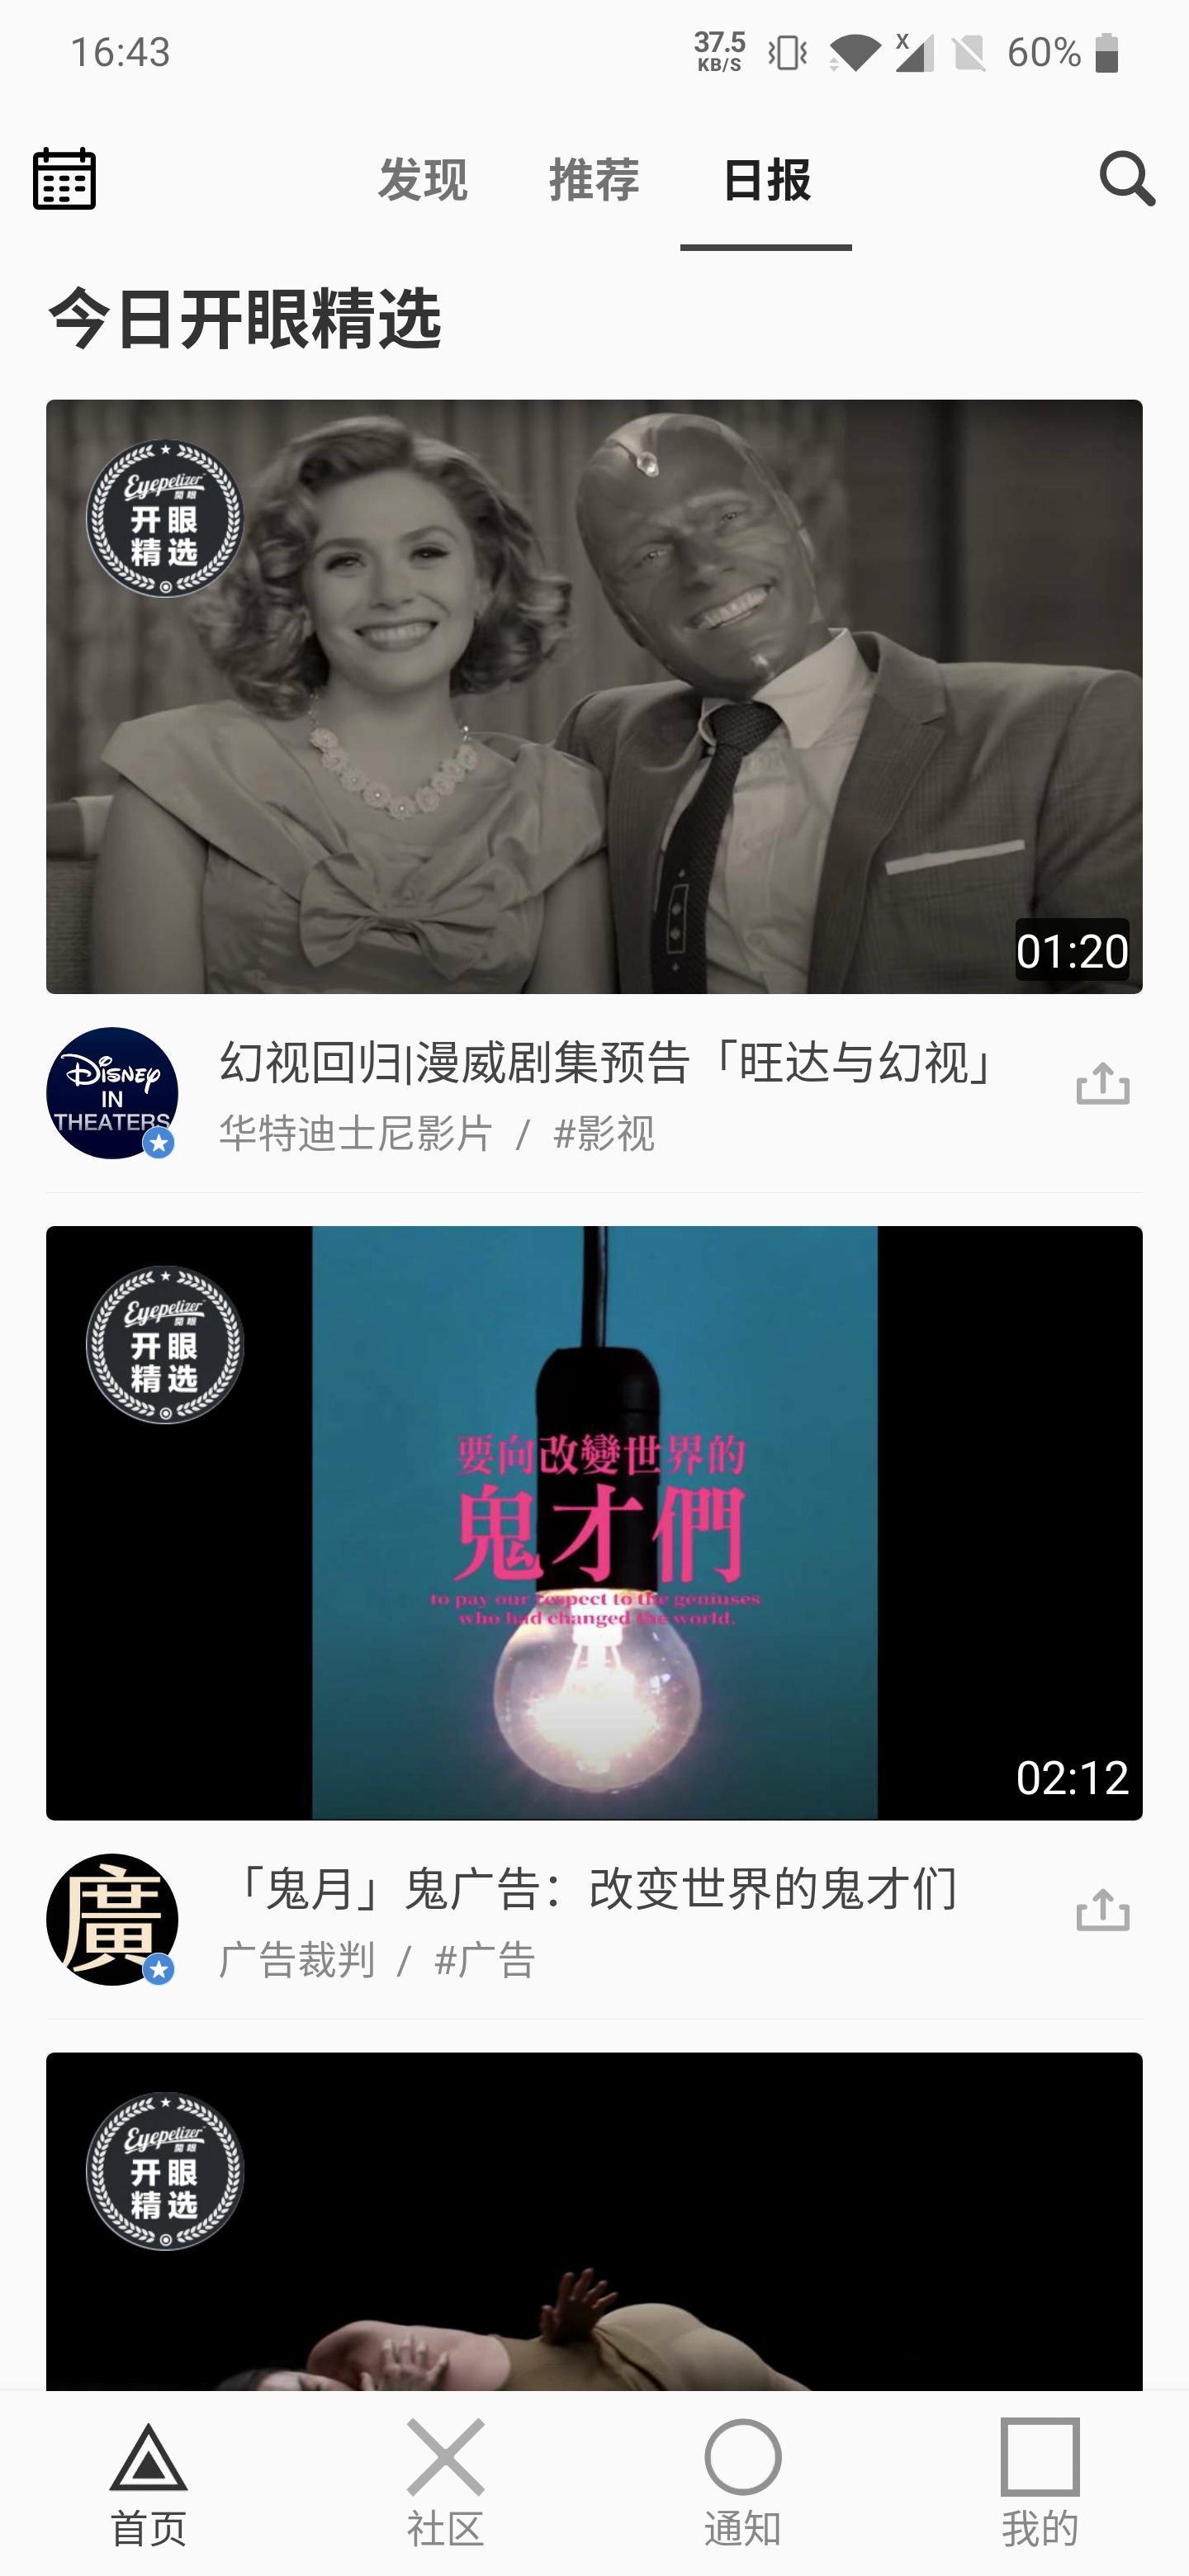 16:43
37.5
KB/S
X
60%
发现 推荐 日报
今日开眼精选
Eyepetizer
開眼
开眼
精选
01:20
Disney
IN
THEATERS
幻视回归|漫威剧集预告「旺达与幻视」
华特迪士尼影片 / #影视
Eyepetizer
開眼
开眼
精选
要向改變世界的
鬼才們
to pay our respect to the geniuses
who had changed the world.
02:12
廣
「鬼月」鬼广告：改变世界的鬼才们
广告裁判 / #广告
Eyepetizer
開眼
开眼
精选
首页 社区 通知 我的